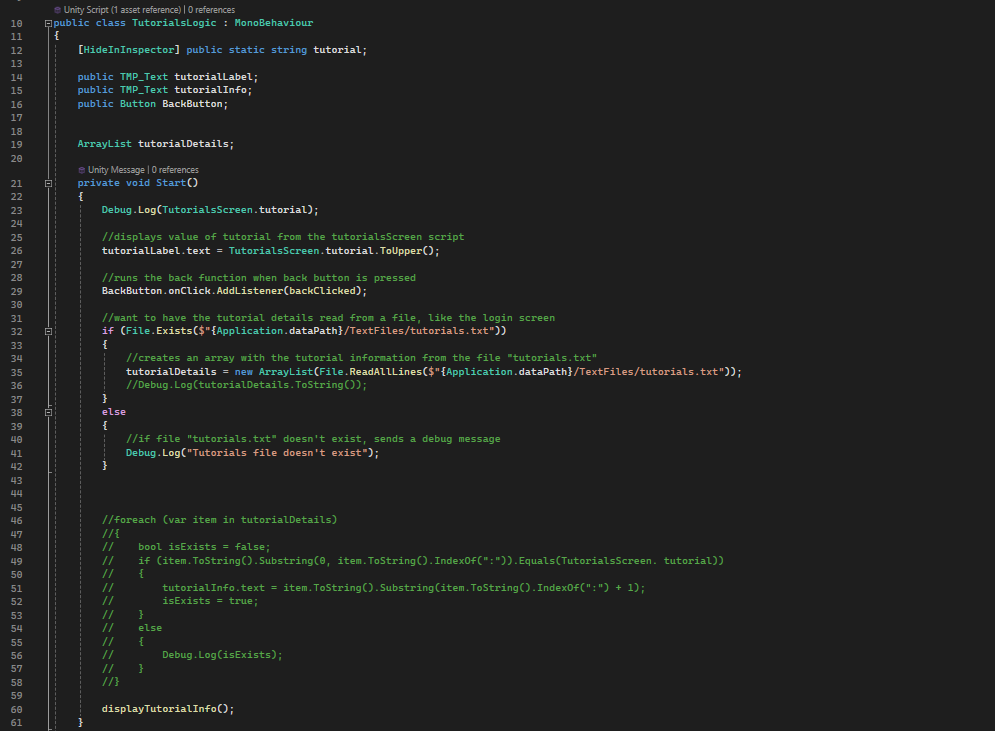 Unity Script (1 asset reference) | 0 references
10 public class TutorialsLogic : MonoBehaviour
11 {
12 [HideInInspector] public static string tutorial;
13
14 public TMP_Text tutorialLabel;
15 public TMP_Text tutorialInfo;
16 public Button BackButton;
17
18
19 ArrayList tutorialDetails;
20
Unity Message | 0 references
21 private void Start()
22 {
23 Debug.Log(TutorialsScreen.tutorial);
24
25 //displays value of tutorial from the tutorialsScreen script
26 tutorialLabel.text = TutorialsScreen.tutorial.ToUpper();
27
28 //runs the back function when back button is pressed
29 BackButton.onClick.AddListener(backClicked);
30
31 //want to have the tutorial details read from a file, like the login screen
32 if (File.Exists($"{Application.dataPath}/TextFiles/tutorials.txt"))
33 {
34 //creates an array with the tutorial information from the file "tutorials.txt"
35 tutorialDetails = new ArrayList(File.ReadAllLines($"{Application.dataPath}/TextFiles/tutorials.txt"));
36 //Debug.Log(tutorialDetails.ToString());
37 }
38 else
39 {
40 //if file "tutorials.txt" doesn't exist, sends a debug message
41 Debug.Log("Tutorials file doesn't exist");
42 }
43
44
45
46 //foreach (var item in tutorialDetails)
47 //{
48 // bool isExists = false;
49 // if (item.ToString().Substring(0, item.ToString().IndexOf(":")).Equals(TutorialsScreen. tutorial))
50 // {
51 // tutorialInfo.text = item.ToString().Substring(item.ToString().IndexOf(":") + 1);
52 // isExists = true;
53 // }
54 // else
55 // {
56 // Debug.Log(isExists);
57 // }
58 //}
59
60 displayTutorialInfo();
61 }